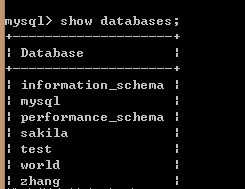 mysql> show databases;
+--------------------+
| Database           |
+--------------------+
| information_schema |
| mysql              |
| performance_schema |
| sakila             |
| test               |
| world              |
| zhang